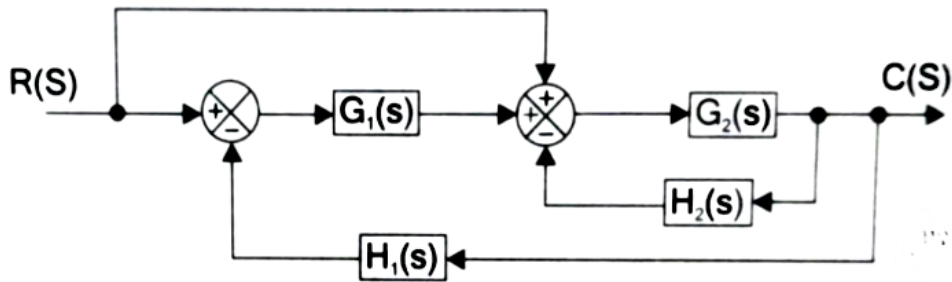 R(S)
C(S)
+
-
G₁(s)
+
+
-
G₂(s)
H₂(s)
H₁(s)